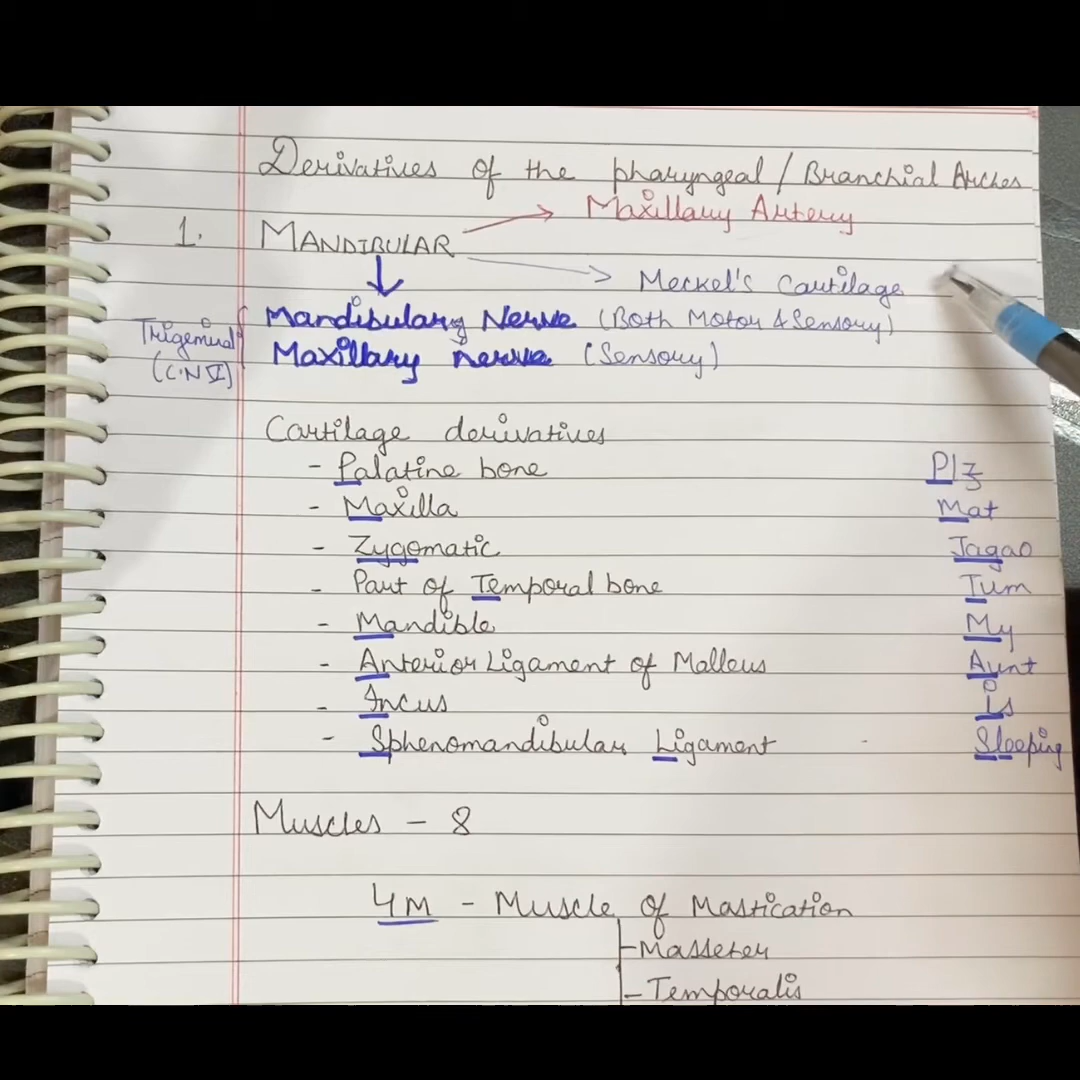 Derivatives of the pharyngeal / Branchial Arches
Maxillary Artery
1. MANDIBULAR
Meckel's Cartilage
Mandibulary Nerve (Both Motor & Sensory)
Trigeminal
Maxillary nerve (Sensory)
(C.N V)
Cartilage derivatives
- Palatine bone Plz
- Maxilla Mat
- Zygomatic Jagao
- Part of Temporal bone Tum
- Mandible My
- Anterior Ligament of Malleus Aunt
- Incus is
- Sphenomandibular Ligament - Sleeping
Muscles - 8
4M - Muscle of Mastication
- Masseter
- Temporalis